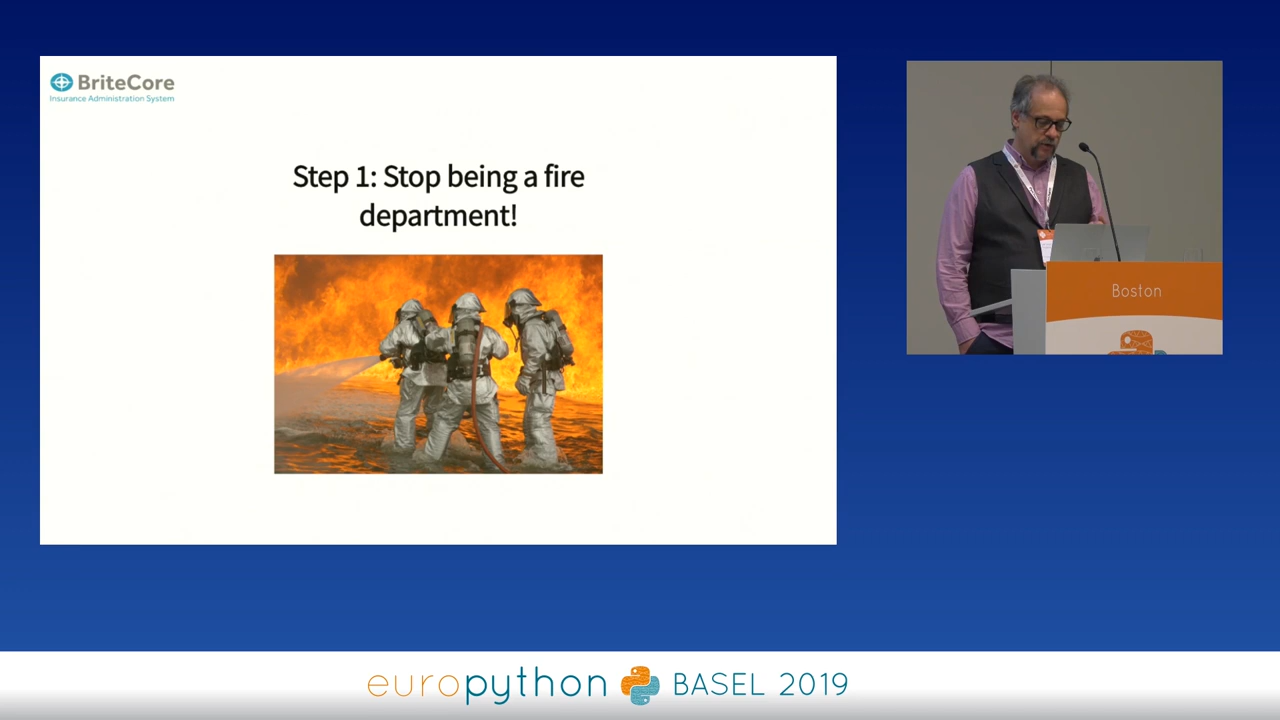 BriteCore
Insurance Administration System
Step 1: Stop being a fire
department!
Boston
europython BASEL 2019